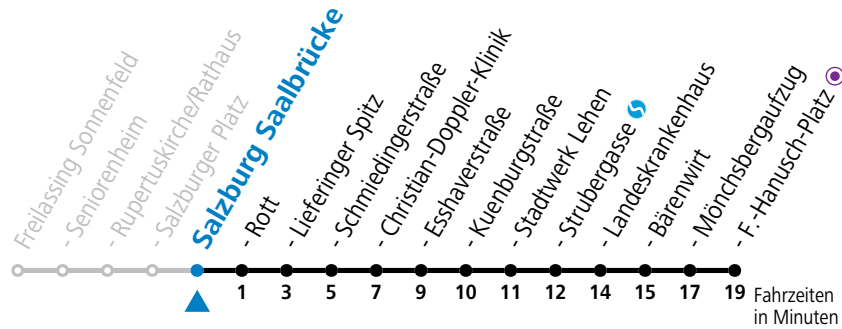 Freilassing Sonnenfeld
- Seniorenheim
- Rupertuskirche/Rathaus
- Salzburger Platz
Salzburg Saalbrücke
- Rott
- Lieferinger Spitz
- Schmiedingerstraße
- Christian-Doppler-Klinik
- Esshaverstraße
- Kuenburgstraße
- Stadtwerk Lehen
- Strubergasse
- Landeskrankenhaus
- Bärenwirt
- Mönchsbergaufzug
- F.-Hanusch-Platz
1 3 5 7 9 10 11 12 14 15 17 19
Fahrzeiten
in Minuten